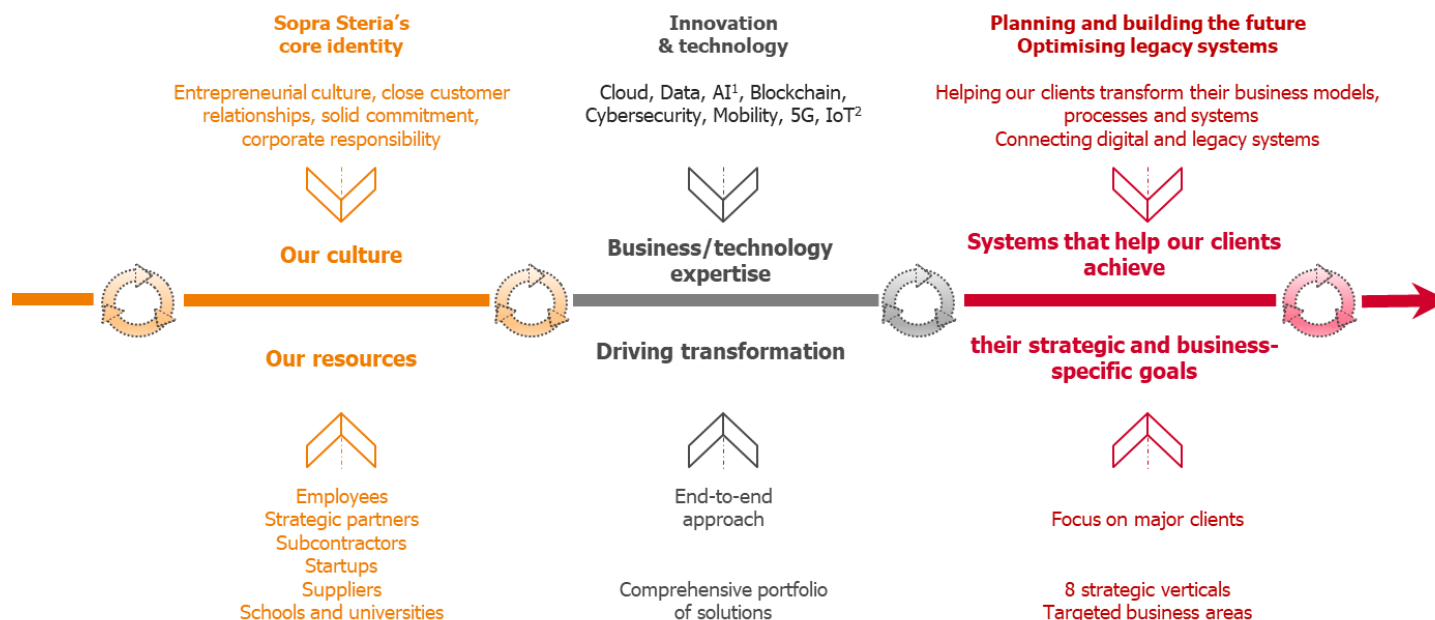 Sopra Steria's
core identity
Entrepreneurial culture, close customer
relationships, solid commitment,
corporate responsibility
Our culture
Our resources
Employees
Strategic partners
Subcontractors
Startups
Suppliers
Schools and universities
Innovation
& technology
Cloud, Data, AI¹, Blockchain,
Cybersecurity, Mobility, 5G, IoT²
Business/technology
expertise
Driving transformation
End-to-end
approach
Comprehensive portfolio
of solutions
Planning and building the future
Optimising legacy systems
Helping our clients transform their business models,
processes and systems
Connecting digital and legacy systems
Systems that help our clients
achieve
their strategic and business-
specific goals
Focus on major clients
8 strategic verticals
Targeted business areas